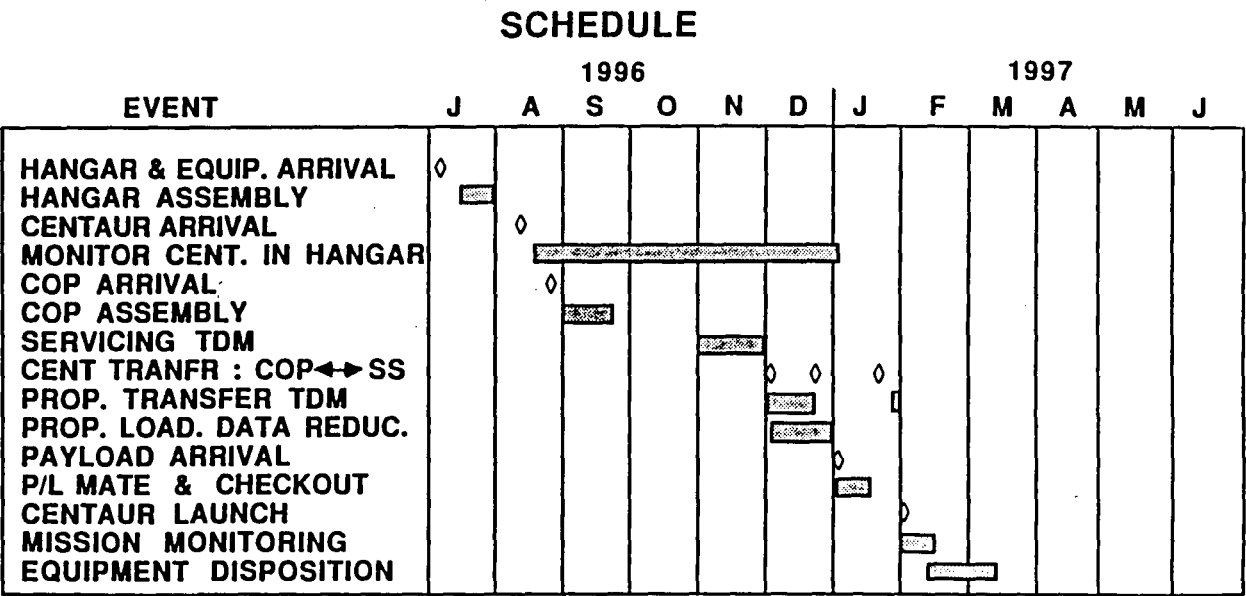 SCHEDULE
1996 1997
EVENT J A S O N D J F M A M J
HANGAR & EQUIP. ARRIVAL
HANGAR ASSEMBLY
CENTAUR ARRIVAL
MONITOR CENT. IN HANGAR
COP ARRIVAL
COP ASSEMBLY
SERVICING TDM
CENT TRANFR : COP◄►SS
PROP. TRANSFER TDM
PROP. LOAD. DATA REDUC.
PAYLOAD ARRIVAL
P/L MATE & CHECKOUT
CENTAUR LAUNCH
MISSION MONITORING
EQUIPMENT DISPOSITION